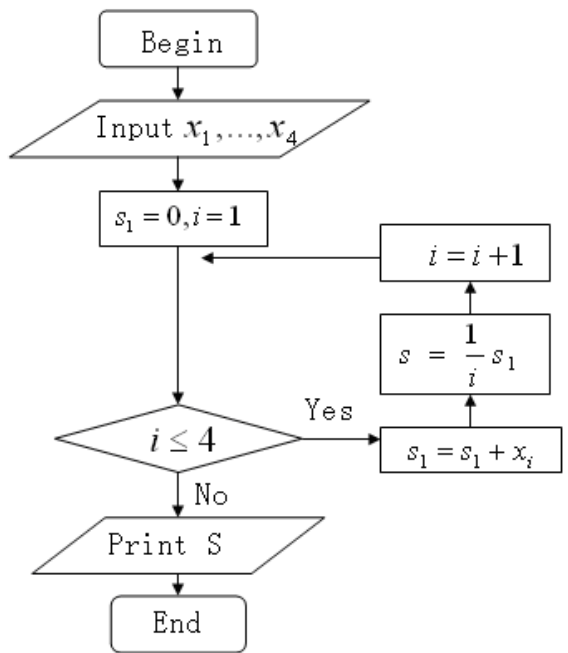 Begin
Input x₁,...,x₄
s₁ = 0, i = 1
i = i + 1
s = 1/i s₁
Yes
i ≤ 4
s₁ = s₁ + xᵢ
No
Print S
End